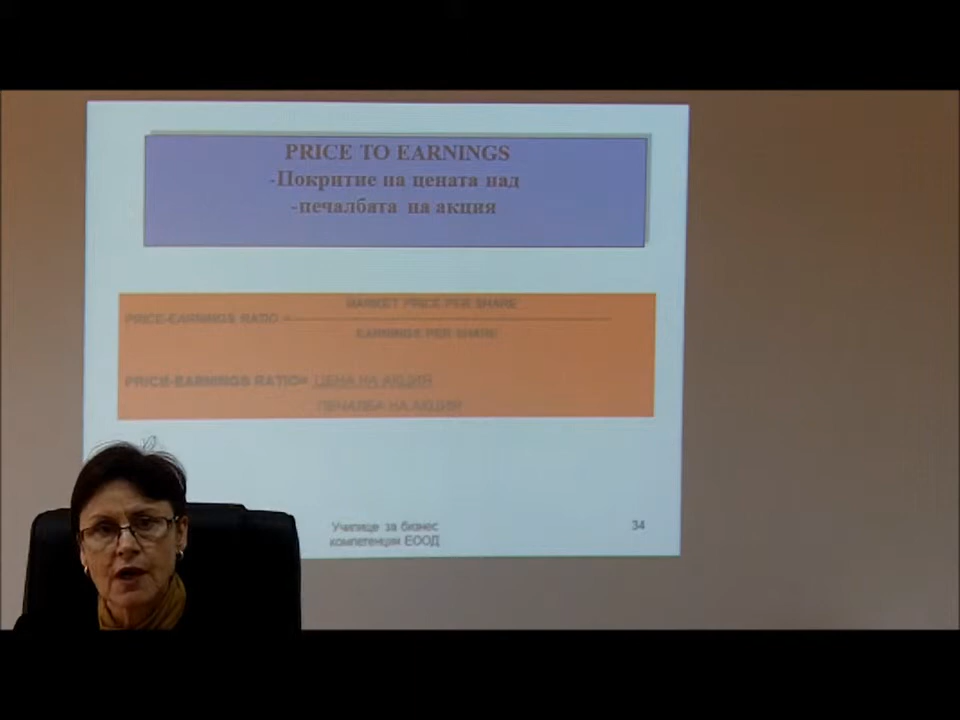 PRICE TO EARNINGS
-Покритие на цената над
-печалбата на акция
MARKET PRICE PER SHARE
PRICE-EARNINGS RATIO =
EARNINGS PER SHARE
PRICE-EARNINGS RATIO= ЦЕНА НА АКЦИЯ
ПЕЧАЛБА НА АКЦИЯ
Училище за бизнес
компетенции ЕООД
34